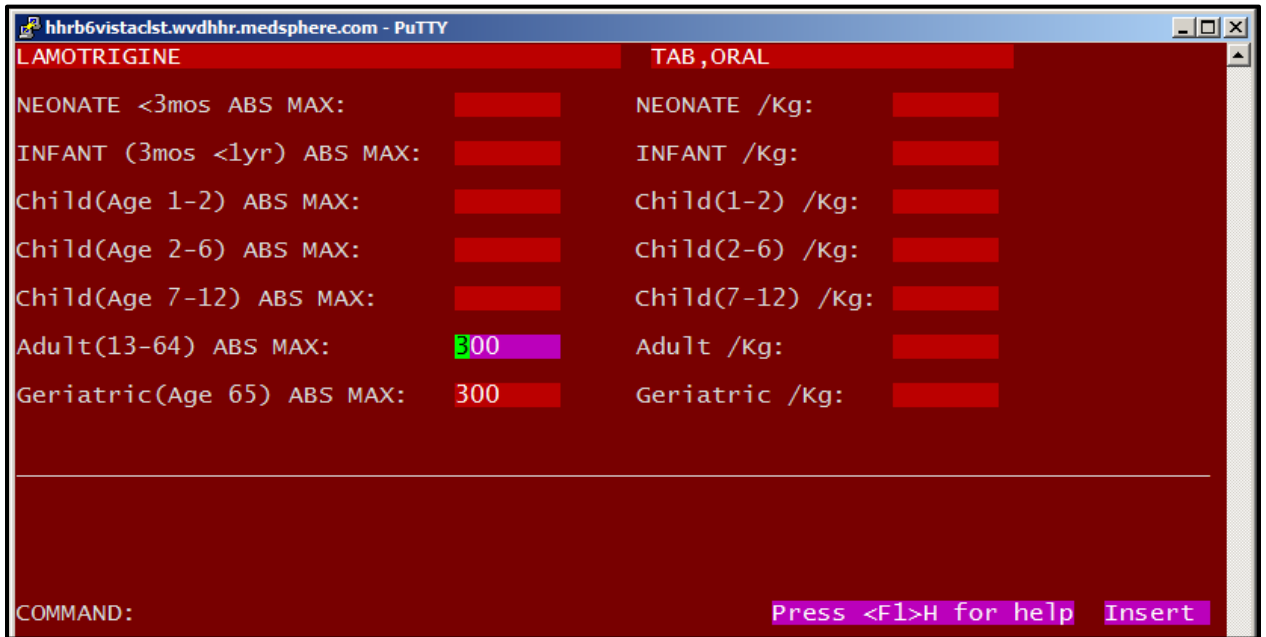 hhrb6vistaclst.wvdhhr.medsphere.com - PuTTY
LAMOTRIGINE TAB,ORAL
NEONATE <3mos ABS MAX: NEONATE /Kg:
INFANT (3mos <1yr) ABS MAX: INFANT /Kg:
Child(Age 1-2) ABS MAX: Child(1-2) /Kg:
Child(Age 2-6) ABS MAX: Child(2-6) /Kg:
Child(Age 7-12) ABS MAX: Child(7-12) /Kg:
Adult(13-64) ABS MAX: 300 Adult /Kg:
Geriatric(Age 65) ABS MAX: 300 Geriatric /Kg:
COMMAND: Press <F1>H for help Insert